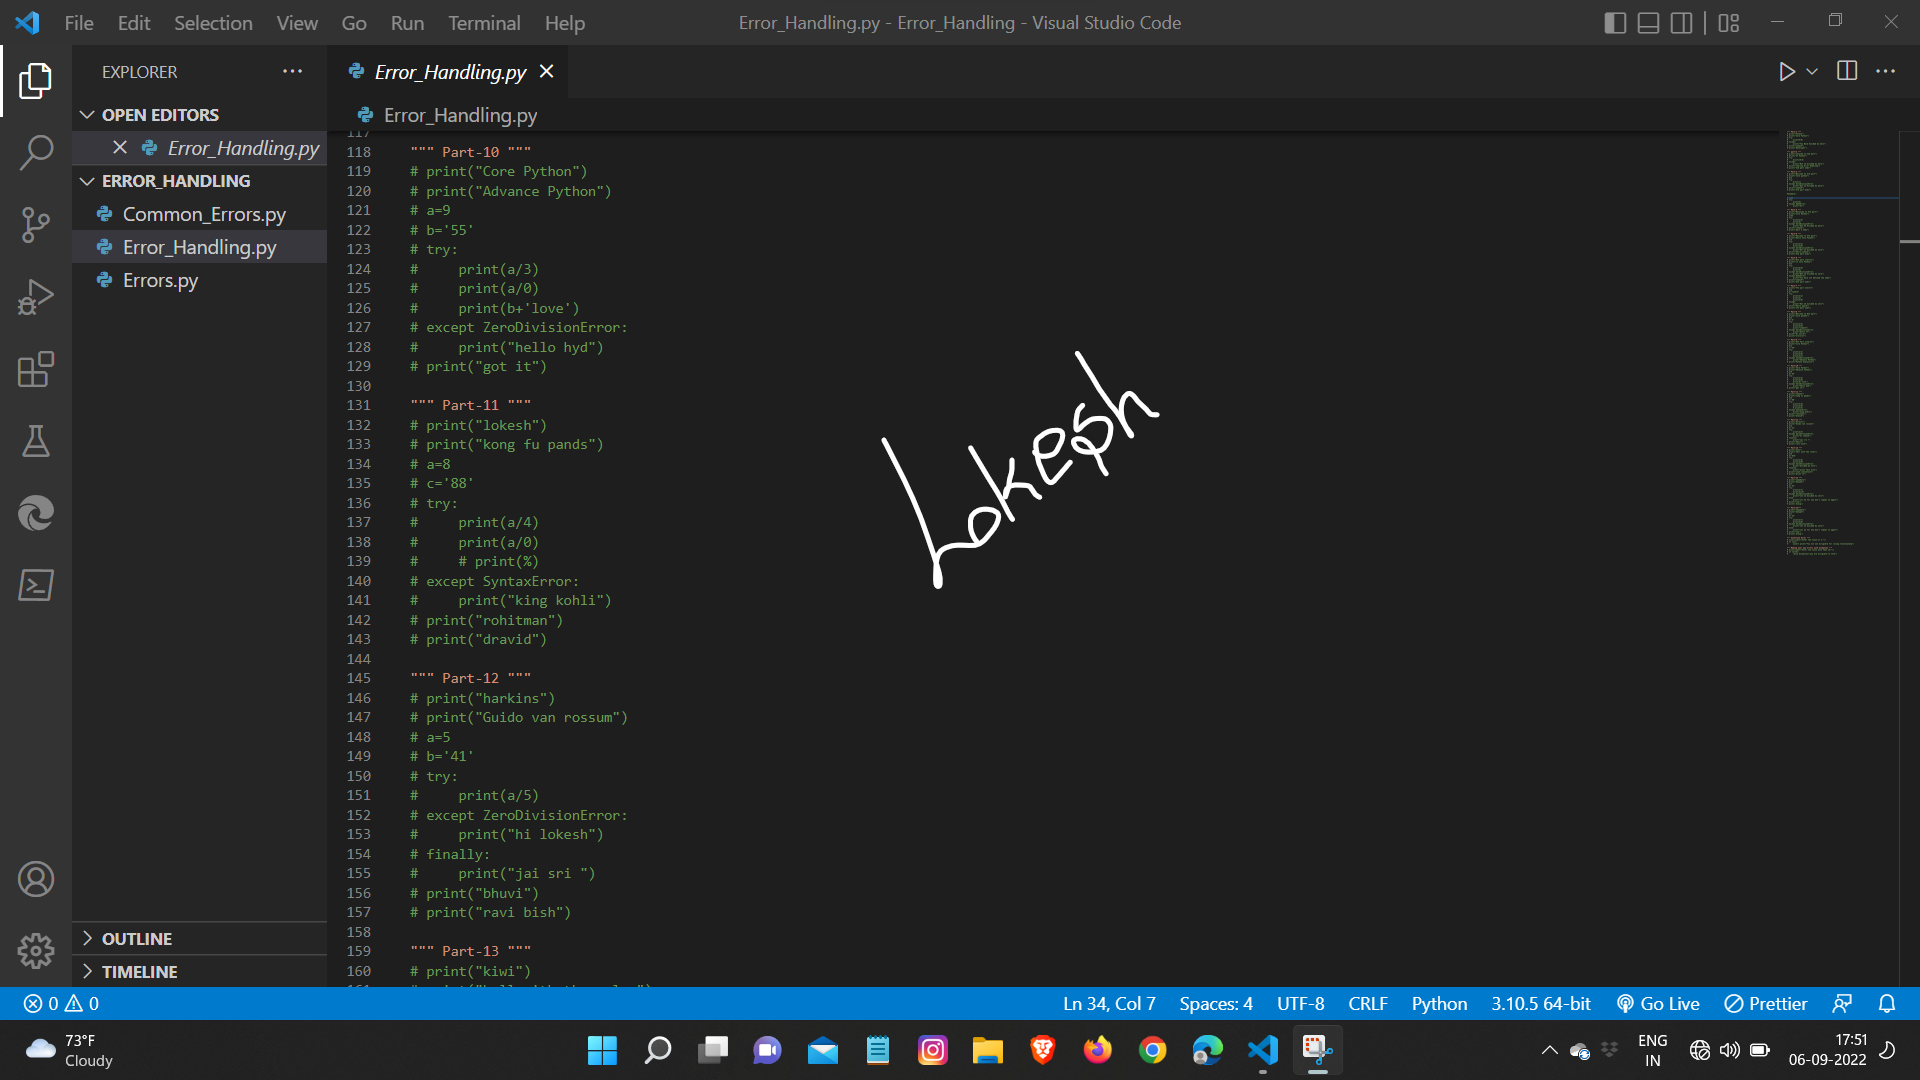 File Edit Selection View Go Run Terminal Help
Error_Handling.py - Error_Handling - Visual Studio Code
EXPLORER
OPEN EDITORS
Error_Handling.py
ERROR_HANDLING
Common_Errors.py
Error_Handling.py
Errors.py
OUTLINE
TIMELINE
Error_Handling.py
Error_Handling.py
117
118 """ Part-10 """
119 # print("Core Python")
120 # print("Advance Python")
121 # a=9
122 # b='55'
123 # try:
124 #     print(a/3)
125 #     print(a/0)
126 #     print(b+'love')
127 # except ZeroDivisionError:
128 #     print("hello hyd")
129 # print("got it")
130
131 """ Part-11 """
132 # print("lokesh")
133 # print("kong fu pands")
134 # a=8
135 # c='88'
136 # try:
137 #     print(a/4)
138 #     print(a/0)
139 #     # print(%)
140 # except SyntaxError:
141 #     print("king kohli")
142 # print("rohitman")
143 # print("dravid")
144
145 """ Part-12 """
146 # print("harkins")
147 # print("Guido van rossum")
148 # a=5
149 # b='41'
150 # try:
151 #     print(a/5)
152 # except ZeroDivisionError:
153 #     print("hi lokesh")
154 # finally:
155 #     print("jai sri ")
156 # print("bhuvi")
157 # print("ravi bish")
158
159 """ Part-13 """
160 # print("kiwi")
Lokesh
0 0
Ln 34, Col 7 Spaces: 4 UTF-8 CRLF Python 3.10.5 64-bit Go Live Prettier
73°F
Cloudy
ENG
IN
17:51
06-09-2022